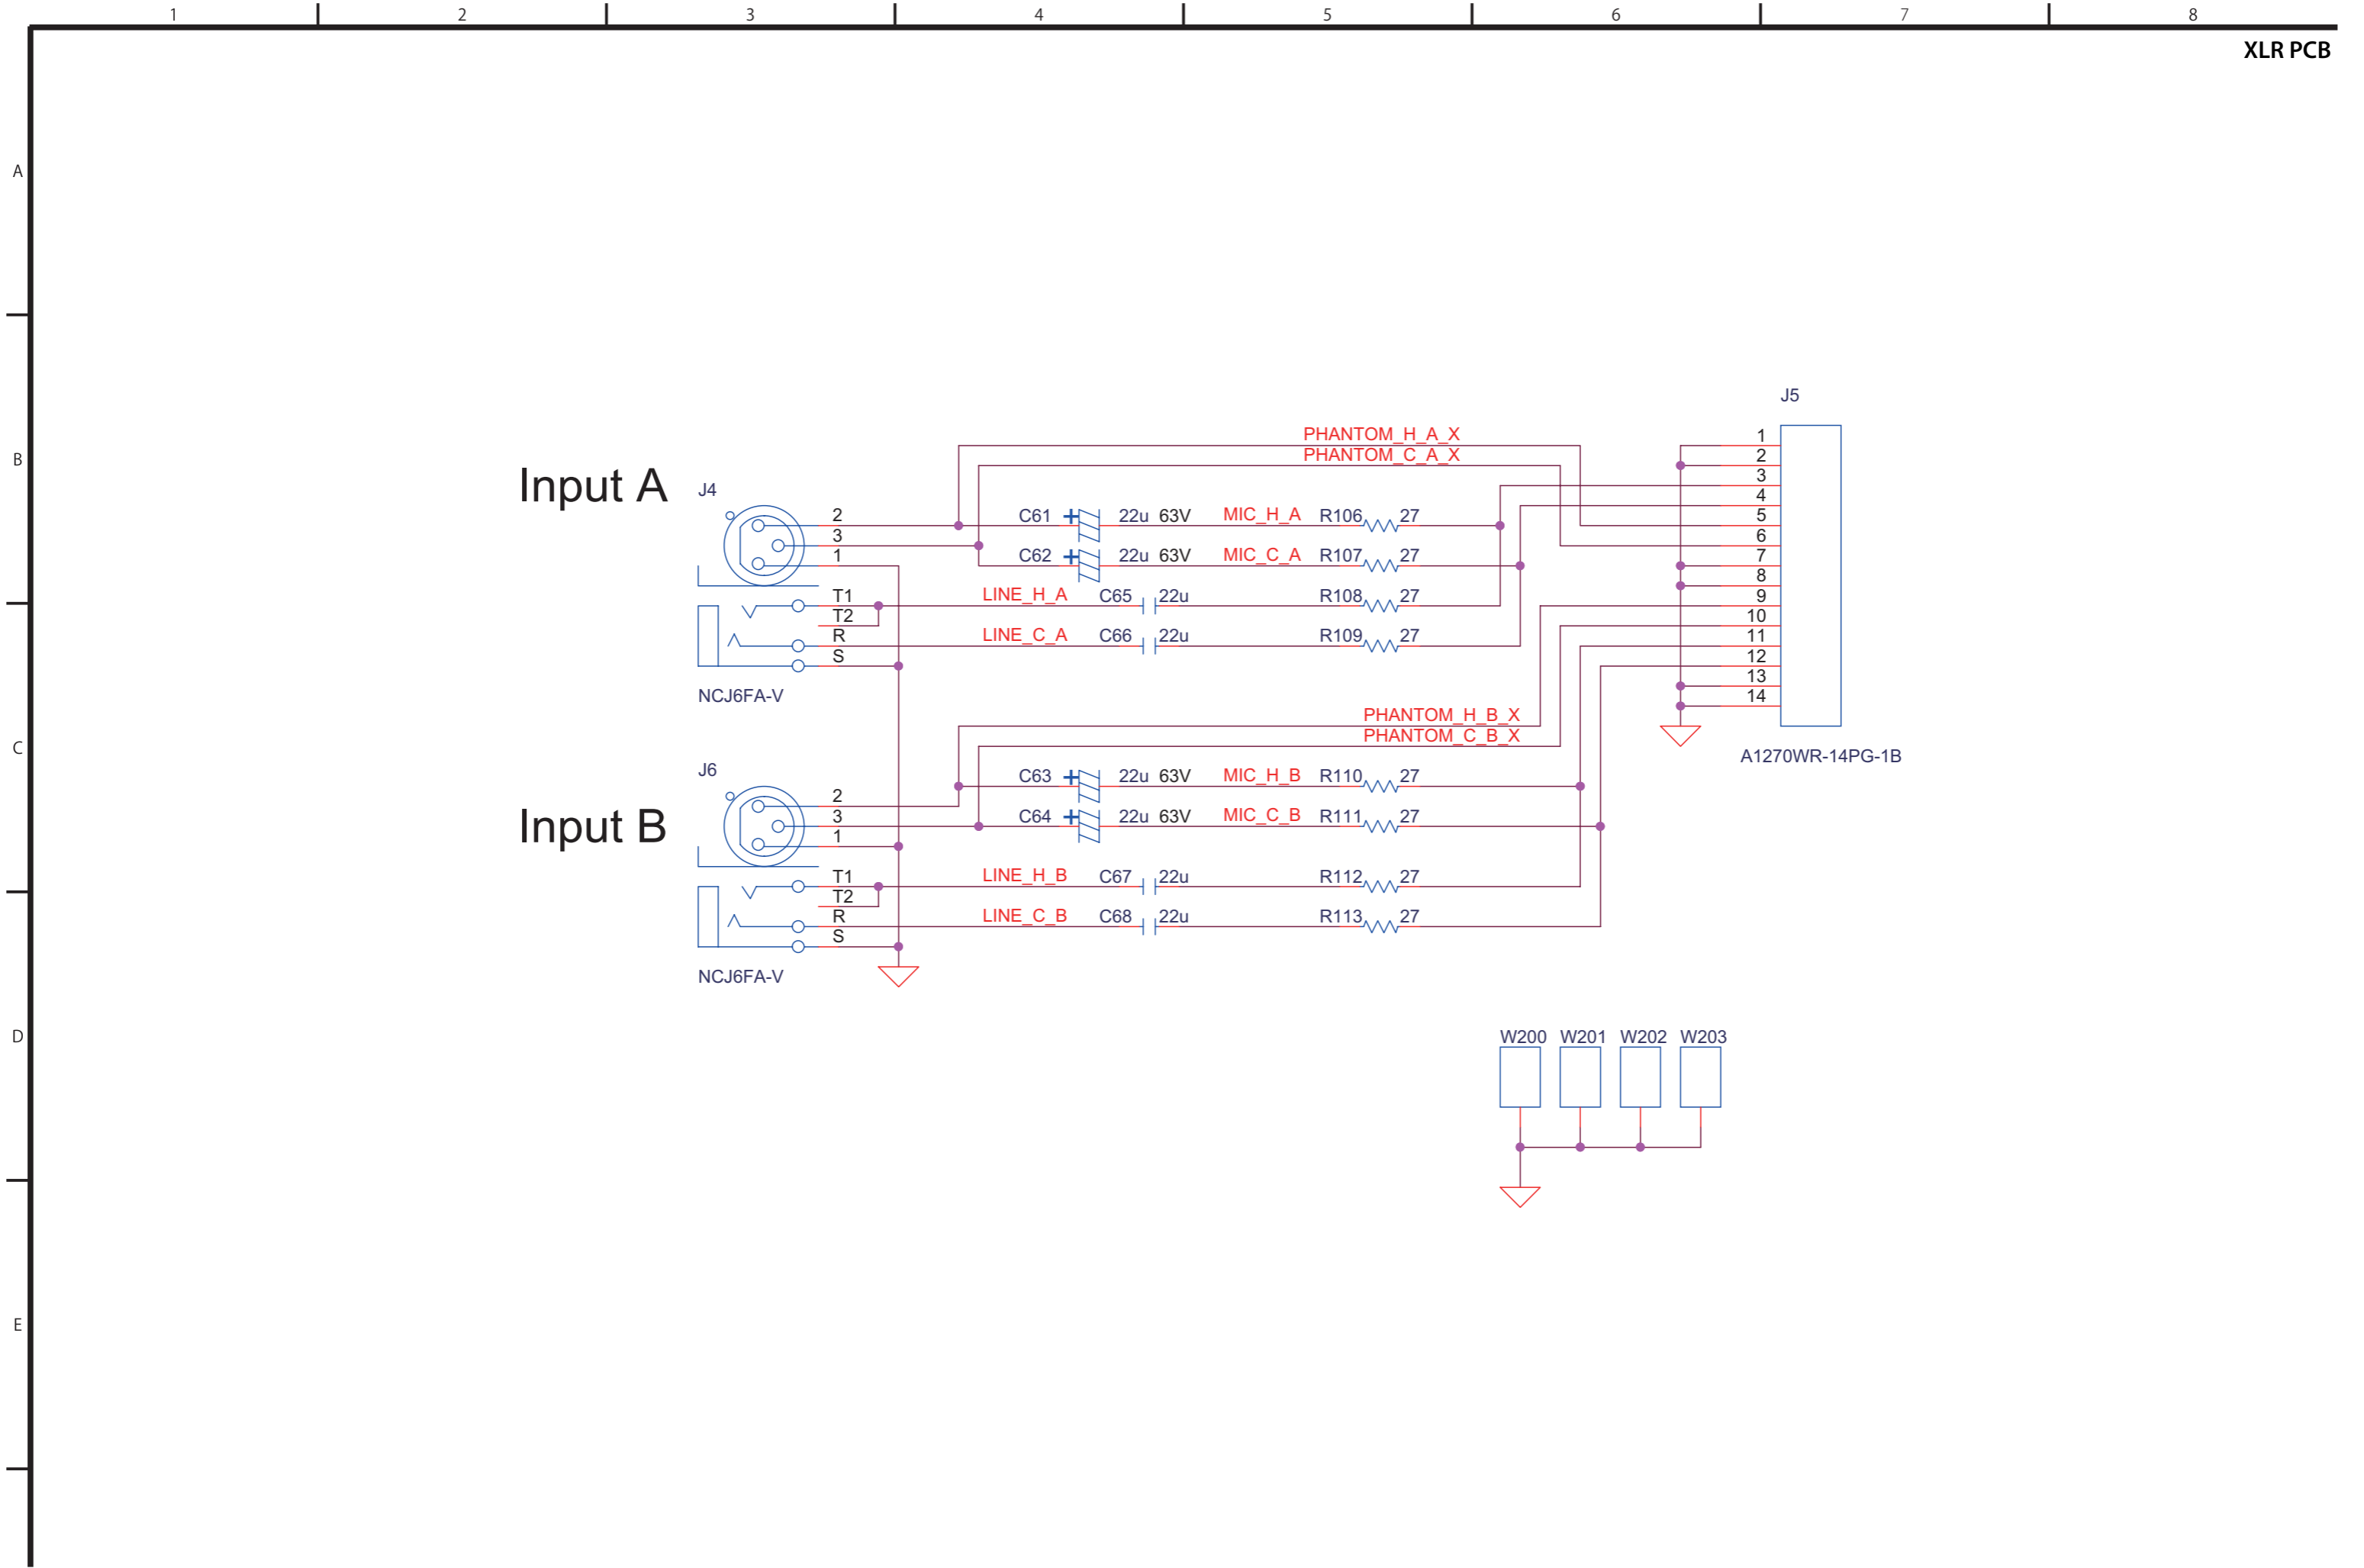 1 2 3 4 5 6 7 8
XLR PCB
A
B
C
D
E
Input A
J4
2
3
1
T1
T2
R
S
NCJ6FA-V
PHANTOM_H_A_X
PHANTOM_C_A_X
C61 + 22u 63V MIC_H_A R106 27
C62 + 22u 63V MIC_C_A R107 27
LINE_H_A C65 22u R108 27
LINE_C_A C66 22u R109 27
J5
1
2
3
4
5
6
7
8
9
10
11
12
13
14
A1270WR-14PG-1B
PHANTOM_H_B_X
PHANTOM_C_B_X
Input B
J6
2
3
1
T1
T2
R
S
NCJ6FA-V
C63 + 22u 63V MIC_H_B R110 27
C64 + 22u 63V MIC_C_B R111 27
LINE_H_B C67 22u R112 27
LINE_C_B C68 22u R113 27
W200 W201 W202 W203